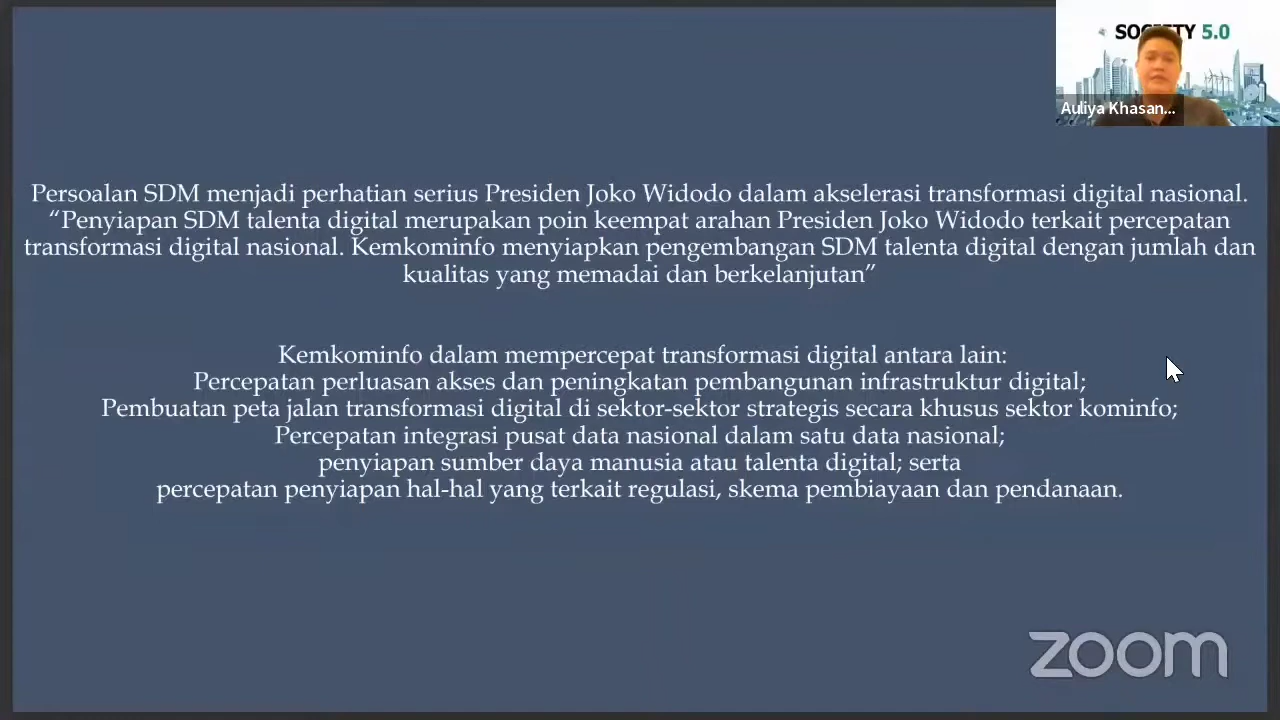 SOCIETY 5.0
Auliya Khasan...
Persoalan SDM menjadi perhatian serius Presiden Joko Widodo dalam akselerasi transformasi digital nasional.
“Penyiapan SDM talenta digital merupakan poin keempat arahan Presiden Joko Widodo terkait percepatan
transformasi digital nasional. Kemkominfo menyiapkan pengembangan SDM talenta digital dengan jumlah dan
kualitas yang memadai dan berkelanjutan”
Kemkominfo dalam mempercepat transformasi digital antara lain:
Percepatan perluasan akses dan peningkatan pembangunan infrastruktur digital;
Pembuatan peta jalan transformasi digital di sektor-sektor strategis secara khusus sektor kominfo;
Percepatan integrasi pusat data nasional dalam satu data nasional;
penyiapan sumber daya manusia atau talenta digital; serta
percepatan penyiapan hal-hal yang terkait regulasi, skema pembiayaan dan pendanaan.
zoom